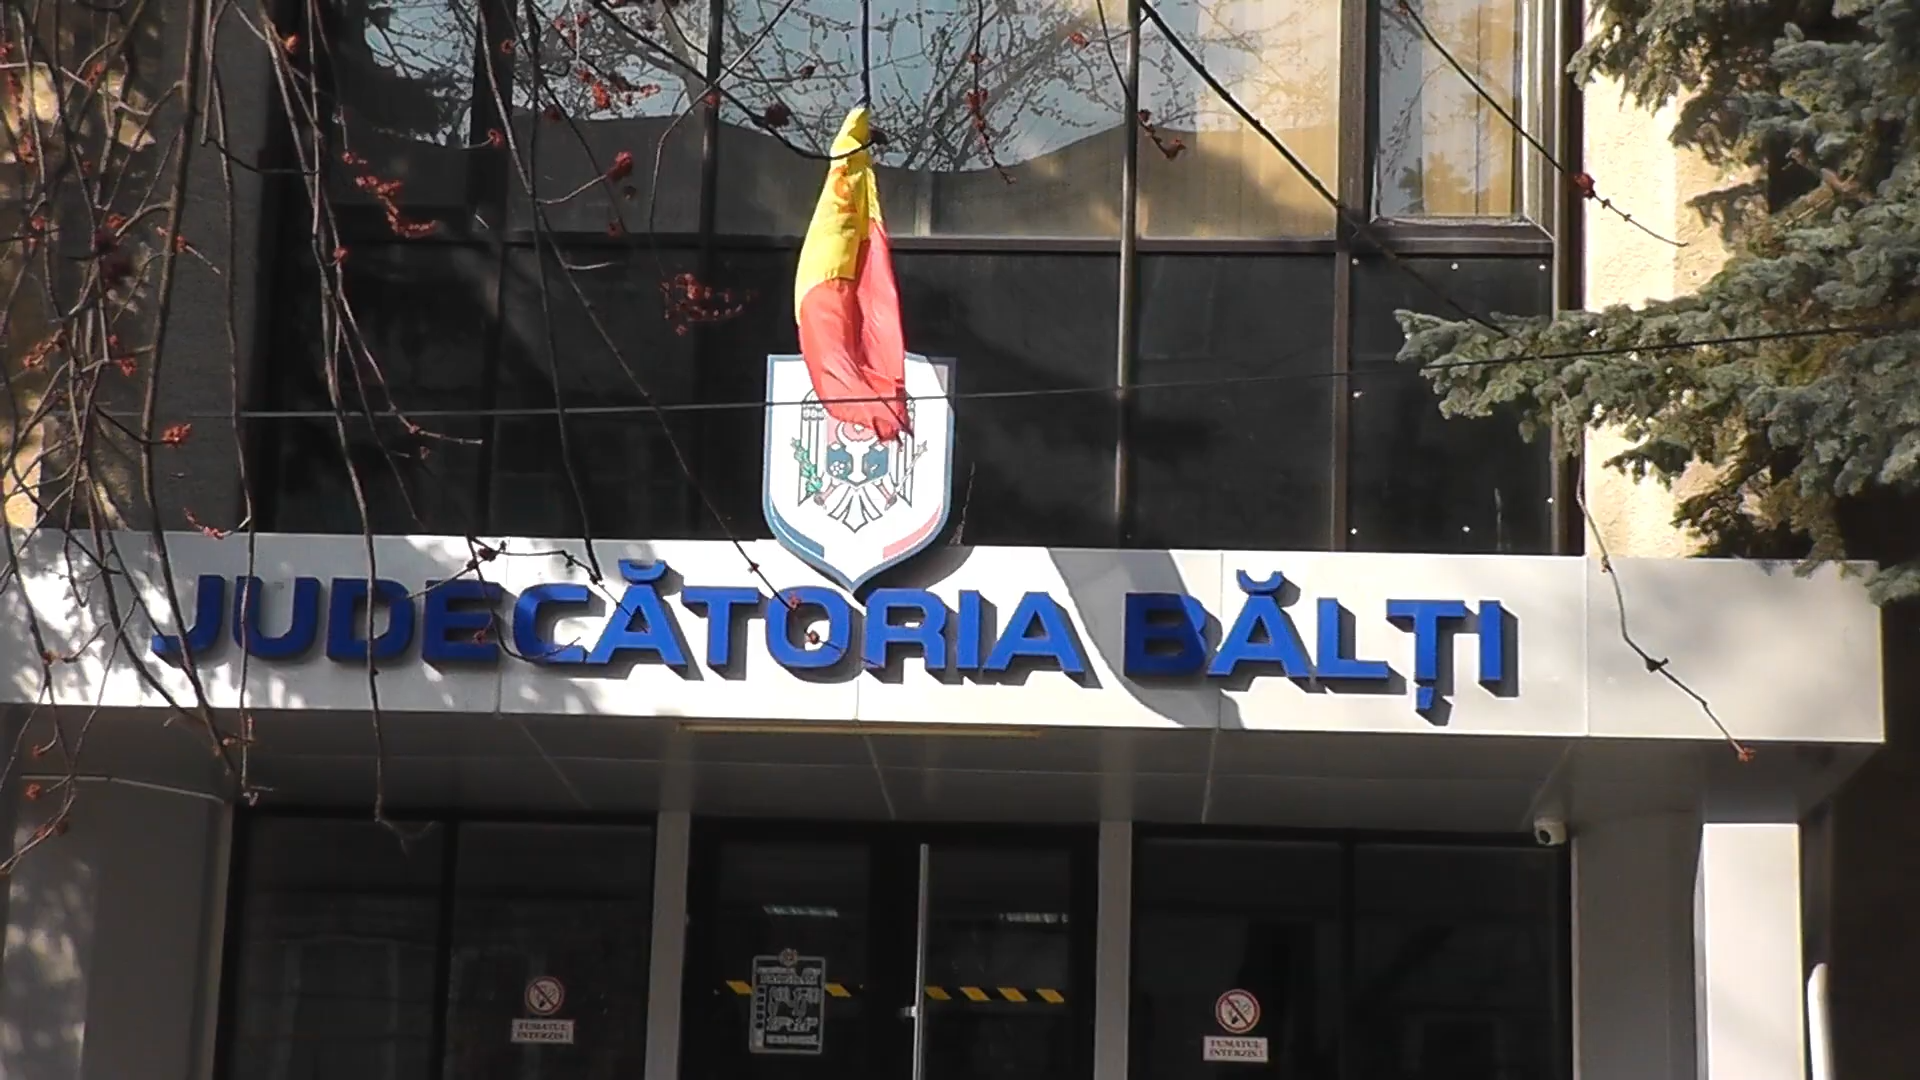 JUDECĂTORIA BĂLȚI
FUMATUL
INTERZIS!
FUMATUL
INTERZIS!